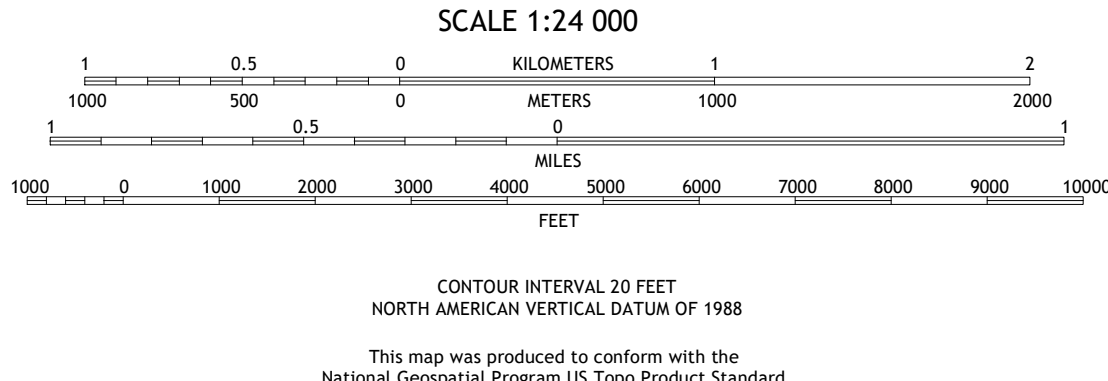 SCALE 1:24 000
1 0.5 0 KILOMETERS 1 2
1000 500 0 METERS 1000 2000
1 0.5 0 1
MILES
1000 0 1000 2000 3000 4000 5000 6000 7000 8000 9000 10000
FEET
CONTOUR INTERVAL 20 FEET
NORTH AMERICAN VERTICAL DATUM OF 1988
This map was produced to conform with the
National Geospatial Program US Topo Product Standard